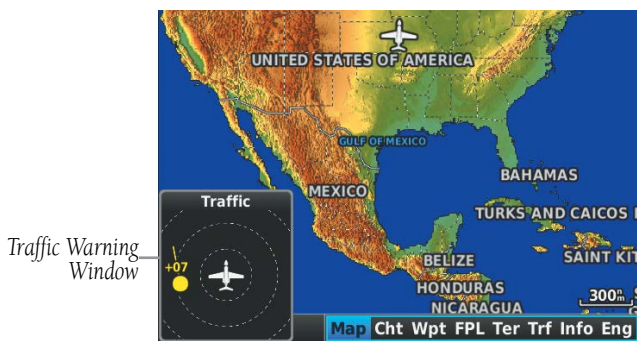 UNITED STATES OF AMERICA
GULF OF MEXICO
BAHAMAS
MEXICO
Traffic
TURKS AND CAICOS
Traffic Warning
Window
+07
BELIZE
SAINT KIT
HONDURAS
300nm
NICARAGUA
Map Cht Wpt FPL Ter Trf Info Eng